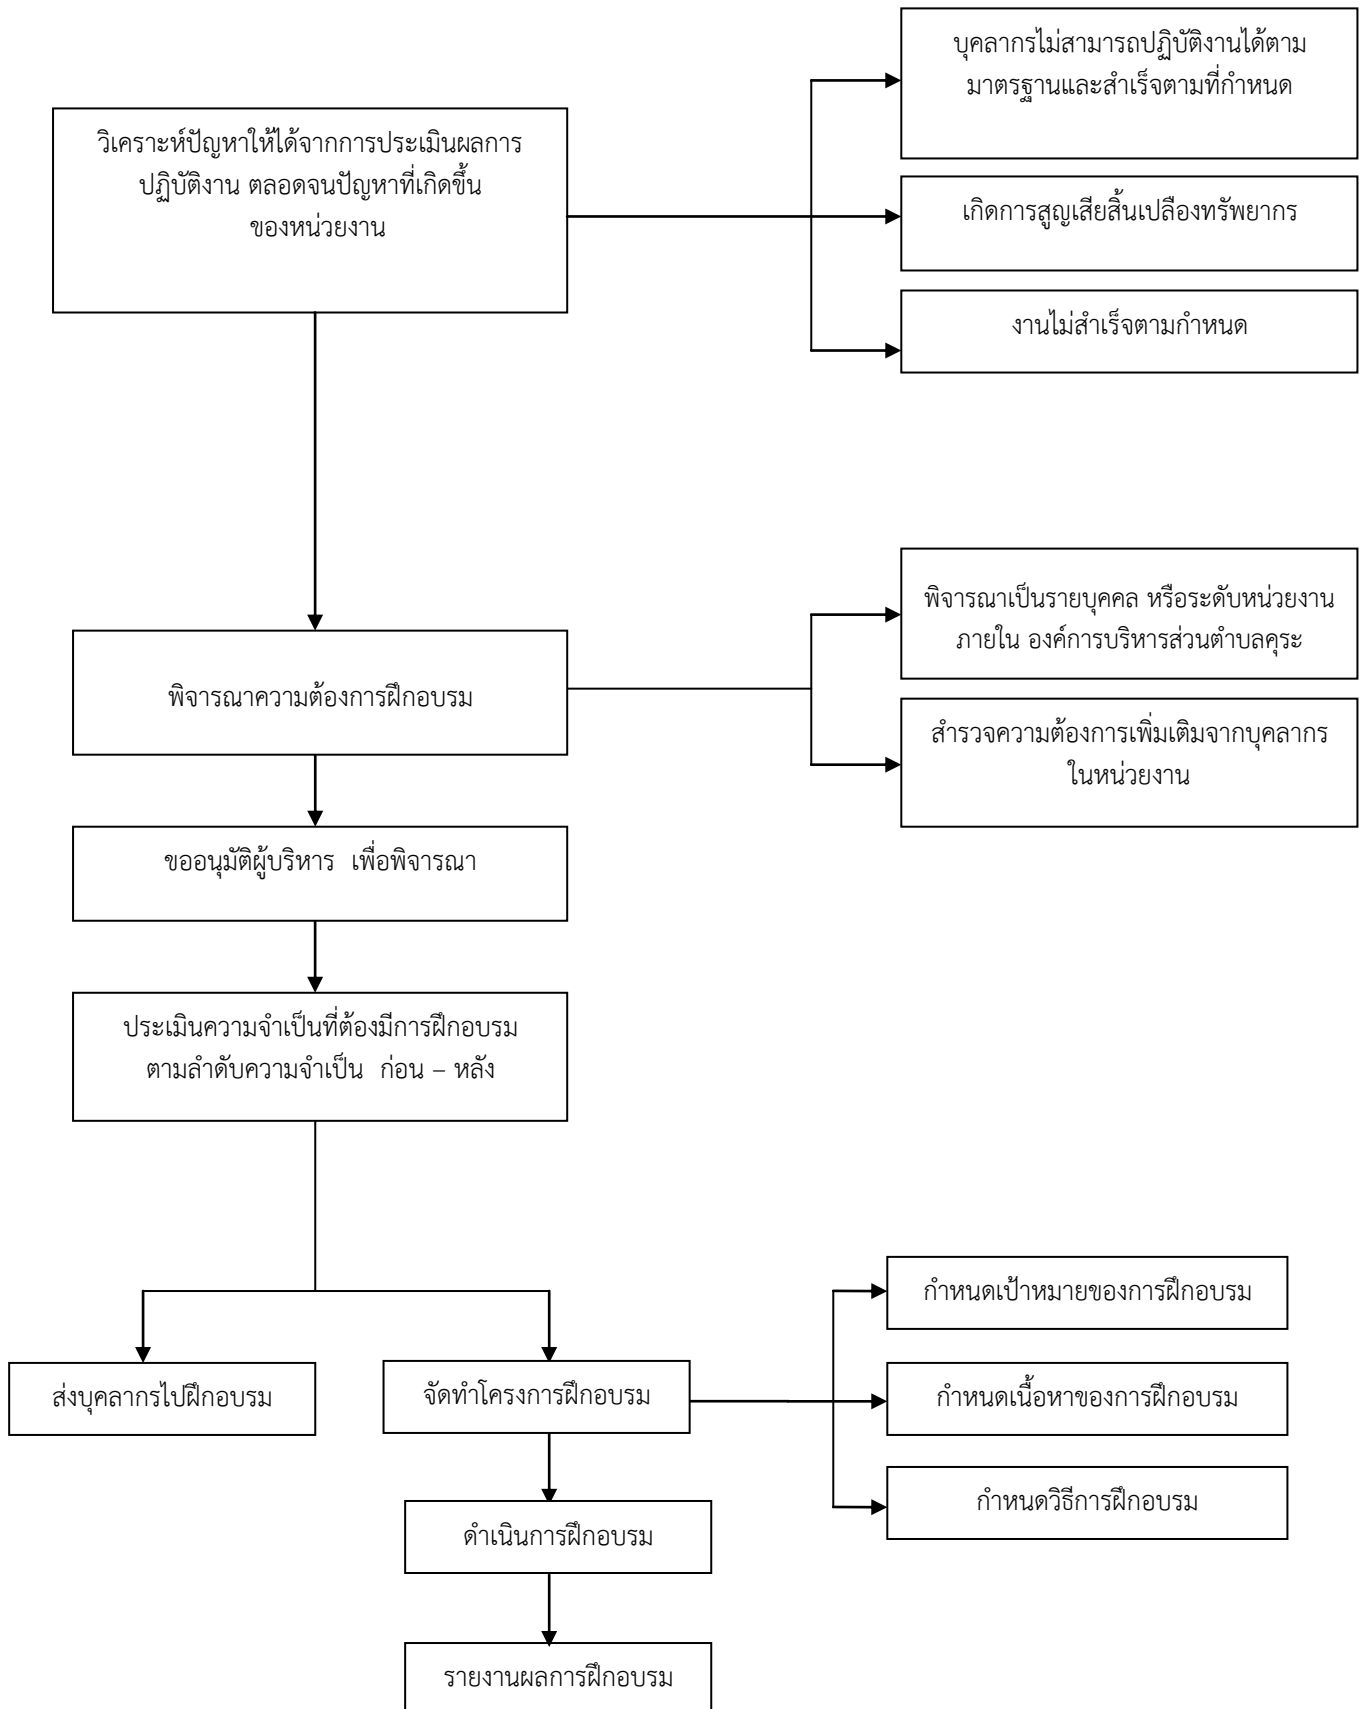 บุคลากรไม่สามารถปฏิบัติงานได้ตาม
มาตรฐานและสำเร็จตามที่กำหนด
วิเคราะห์ปัญหาให้ได้จากการประเมินผลการ
ปฏิบัติงาน ตลอดจนปัญหาที่เกิดขึ้น
ของหน่วยงาน
เกิดการสูญเสียสิ้นเปลืองทรัพยากร
งานไม่สำเร็จตามกำหนด
พิจารณาเป็นรายบุคคล หรือระดับหน่วยงาน
ภายใน องค์การบริหารส่วนตำบลคุระ
พิจารณาความต้องการฝึกอบรม
สำรวจความต้องการเพิ่มเติมจากบุคลากร
ในหน่วยงาน
ขออนุมัติผู้บริหาร เพื่อพิจารณา
ประเมินความจำเป็นที่ต้องมีการฝึกอบรม
ตามลำดับความจำเป็น ก่อน – หลัง
กำหนดเป้าหมายของการฝึกอบรม
ส่งบุคลากรไปฝึกอบรม
จัดทำโครงการฝึกอบรม
กำหนดเนื้อหาของการฝึกอบรม
กำหนดวิธีการฝึกอบรม
ดำเนินการฝึกอบรม
รายงานผลการฝึกอบรม